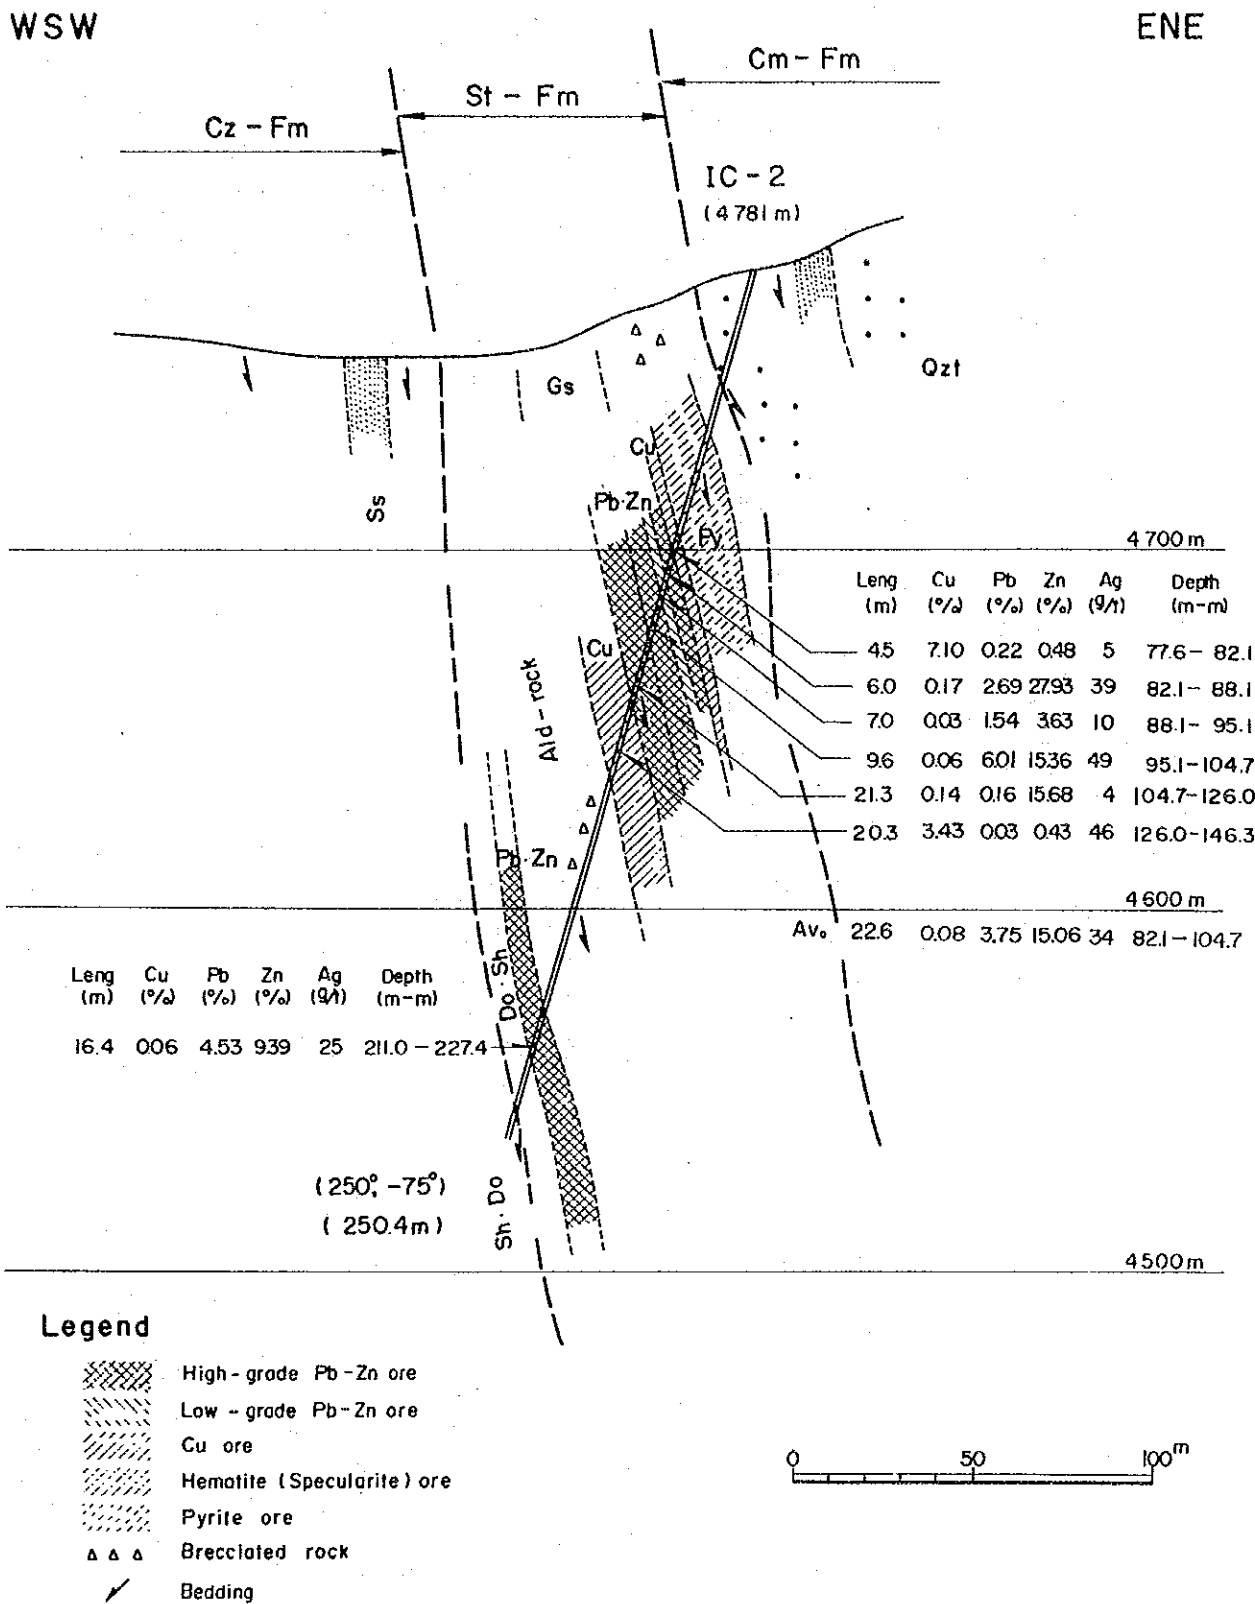 WSW
ENE
Cm - Fm
St - Fm
Cz - Fm
IC - 2
(4781m)
Qzt
Gs
Cu
Ss
Pb·Zn
Py
4700m
Leng Cu Pb Zn Ag Depth
(m) (%) (%) (%) (g/t) (m-m)
4.5 7.10 0.22 0.48 5 77.6 - 82.1
6.0 0.17 2.69 27.93 39 82.1 - 88.1
7.0 0.03 1.54 3.63 10 88.1 - 95.1
9.6 0.06 6.01 15.36 49 95.1-104.7
21.3 0.14 0.16 15.68 4 104.7-126.0
20.3 3.43 0.03 0.43 46 126.0-146.3
Cu
Ald - rock
Pb·Zn
4600m
Av. 22.6 0.08 3.75 15.06 34 82.1-104.7
Do·Sh
Leng Cu Pb Zn Ag Depth
(m) (%) (%) (%) (g/t) (m-m)
16.4 0.06 4.53 9.39 25 211.0 - 227.4
(250°, -75°)
( 250.4m )
Sh·Do
4500m
Legend
High-grade Pb-Zn ore
Low - grade Pb-Zn ore
Cu ore
Hematite (Specularite) ore
Pyrite ore
Brecciated rock
Bedding
0 50 100m